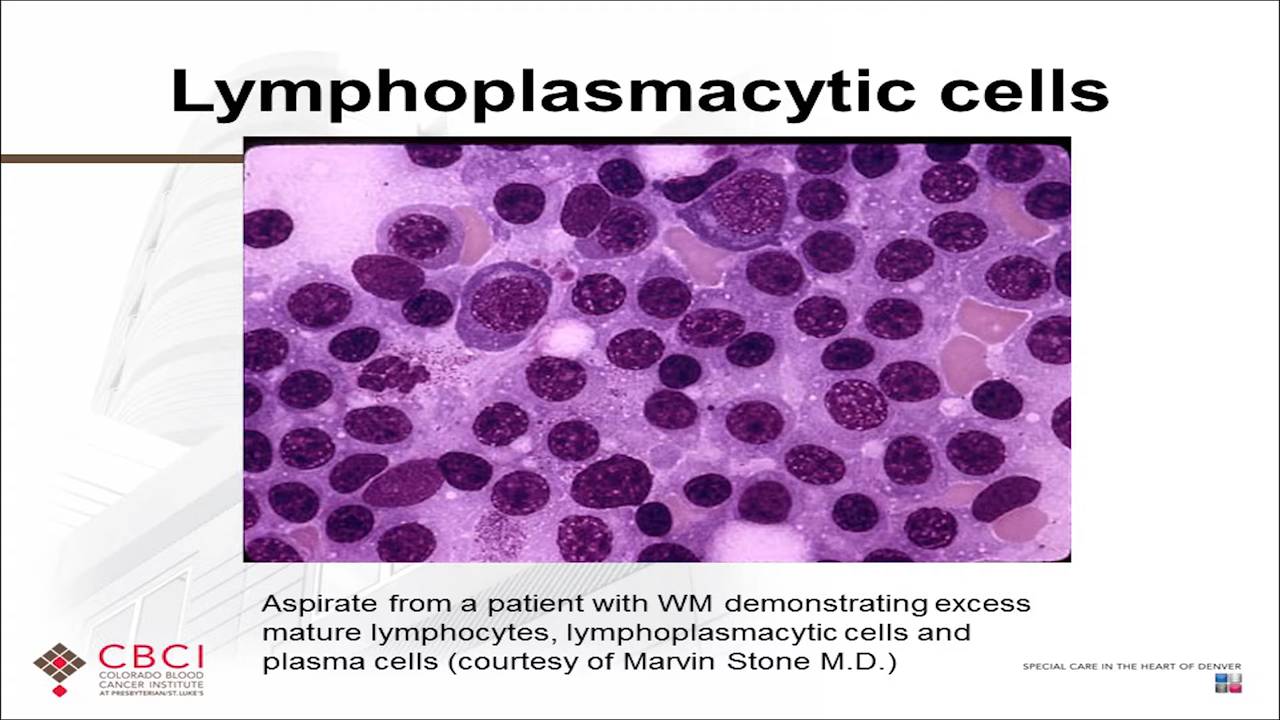 Lymphoplasmacytic cells
Aspirate from a patient with WM demonstrating excess
mature lymphocytes, lymphoplasmacytic cells and
plasma cells (courtesy of Marvin Stone M.D.)
CBCI
COLORADO BLOOD
CANCER INSTITUTE
AT PRESBYTERIAN/ST. LUKE'S
SPECIAL CARE IN THE HEART OF DENVER